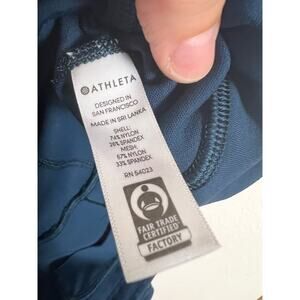 ATHLETA
DESIGNED IN
SAN FRANCISCO
MADE IN SRI LANKA
SHELL:
74% NYLON
26% SPANDEX
MESH:
67% NYLON
33% SPANDEX
RN 54023
FAIR TRADE
CERTIFIED
FACTORY